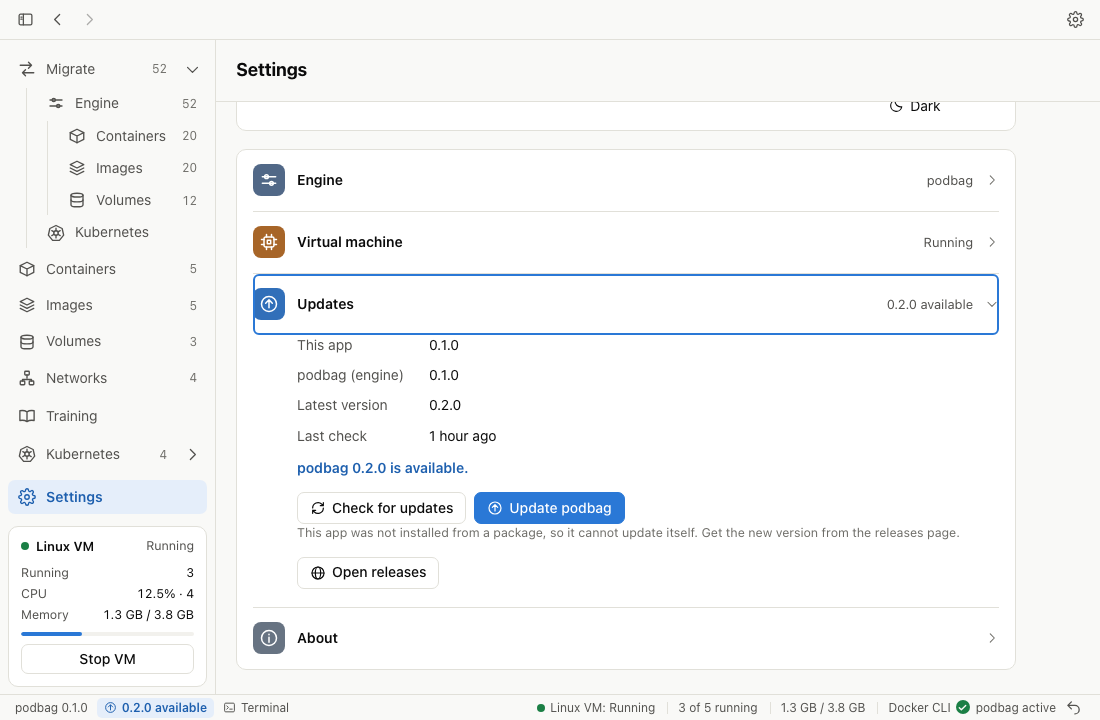 Migrate 52
Engine 52
Containers 20
Images 20
Volumes 12
Kubernetes
Containers 5
Images 5
Volumes 3
Networks 4
Training
Kubernetes 4
Settings
Linux VM Running
Running 3
CPU 12.5% · 4
Memory 1.3 GB / 3.8 GB
Stop VM
Settings
Dark
Engine podbag
Virtual machine Running
Updates 0.2.0 available
This app 0.1.0
podbag (engine) 0.1.0
Latest version 0.2.0
Last check 1 hour ago
podbag 0.2.0 is available.
Check for updates Update podbag
This app was not installed from a package, so it cannot update itself. Get the new version from the releases page.
Open releases
About
podbag 0.1.0 0.2.0 available Terminal Linux VM: Running 3 of 5 running 1.3 GB / 3.8 GB Docker CLI podbag active